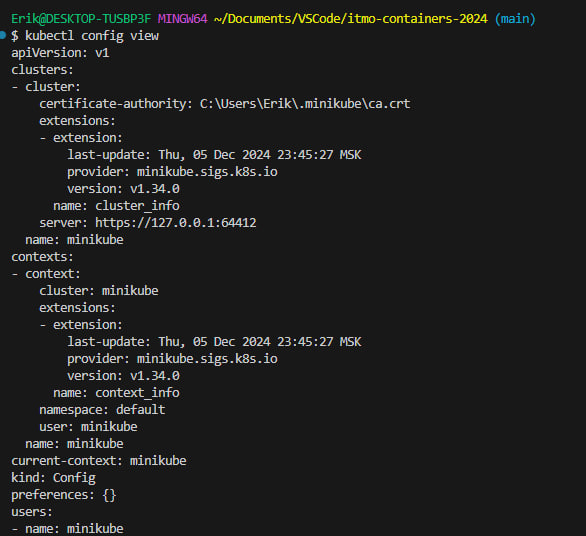 Erik@DESKTOP-TUSBP3F MINGW64 ~/Documents/VSCode/itmo-containers-2024 (main)
$ kubectl config view
apiVersion: v1
clusters:
- cluster:
    certificate-authority: C:\Users\Erik\.minikube\ca.crt
    extensions:
    - extension:
        last-update: Thu, 05 Dec 2024 23:45:27 MSK
        provider: minikube.sigs.k8s.io
        version: v1.34.0
      name: cluster_info
    server: https://127.0.0.1:64412
  name: minikube
contexts:
- context:
    cluster: minikube
    extensions:
    - extension:
        last-update: Thu, 05 Dec 2024 23:45:27 MSK
        provider: minikube.sigs.k8s.io
        version: v1.34.0
      name: context_info
    namespace: default
    user: minikube
  name: minikube
current-context: minikube
kind: Config
preferences: {}
users:
- name: minikube